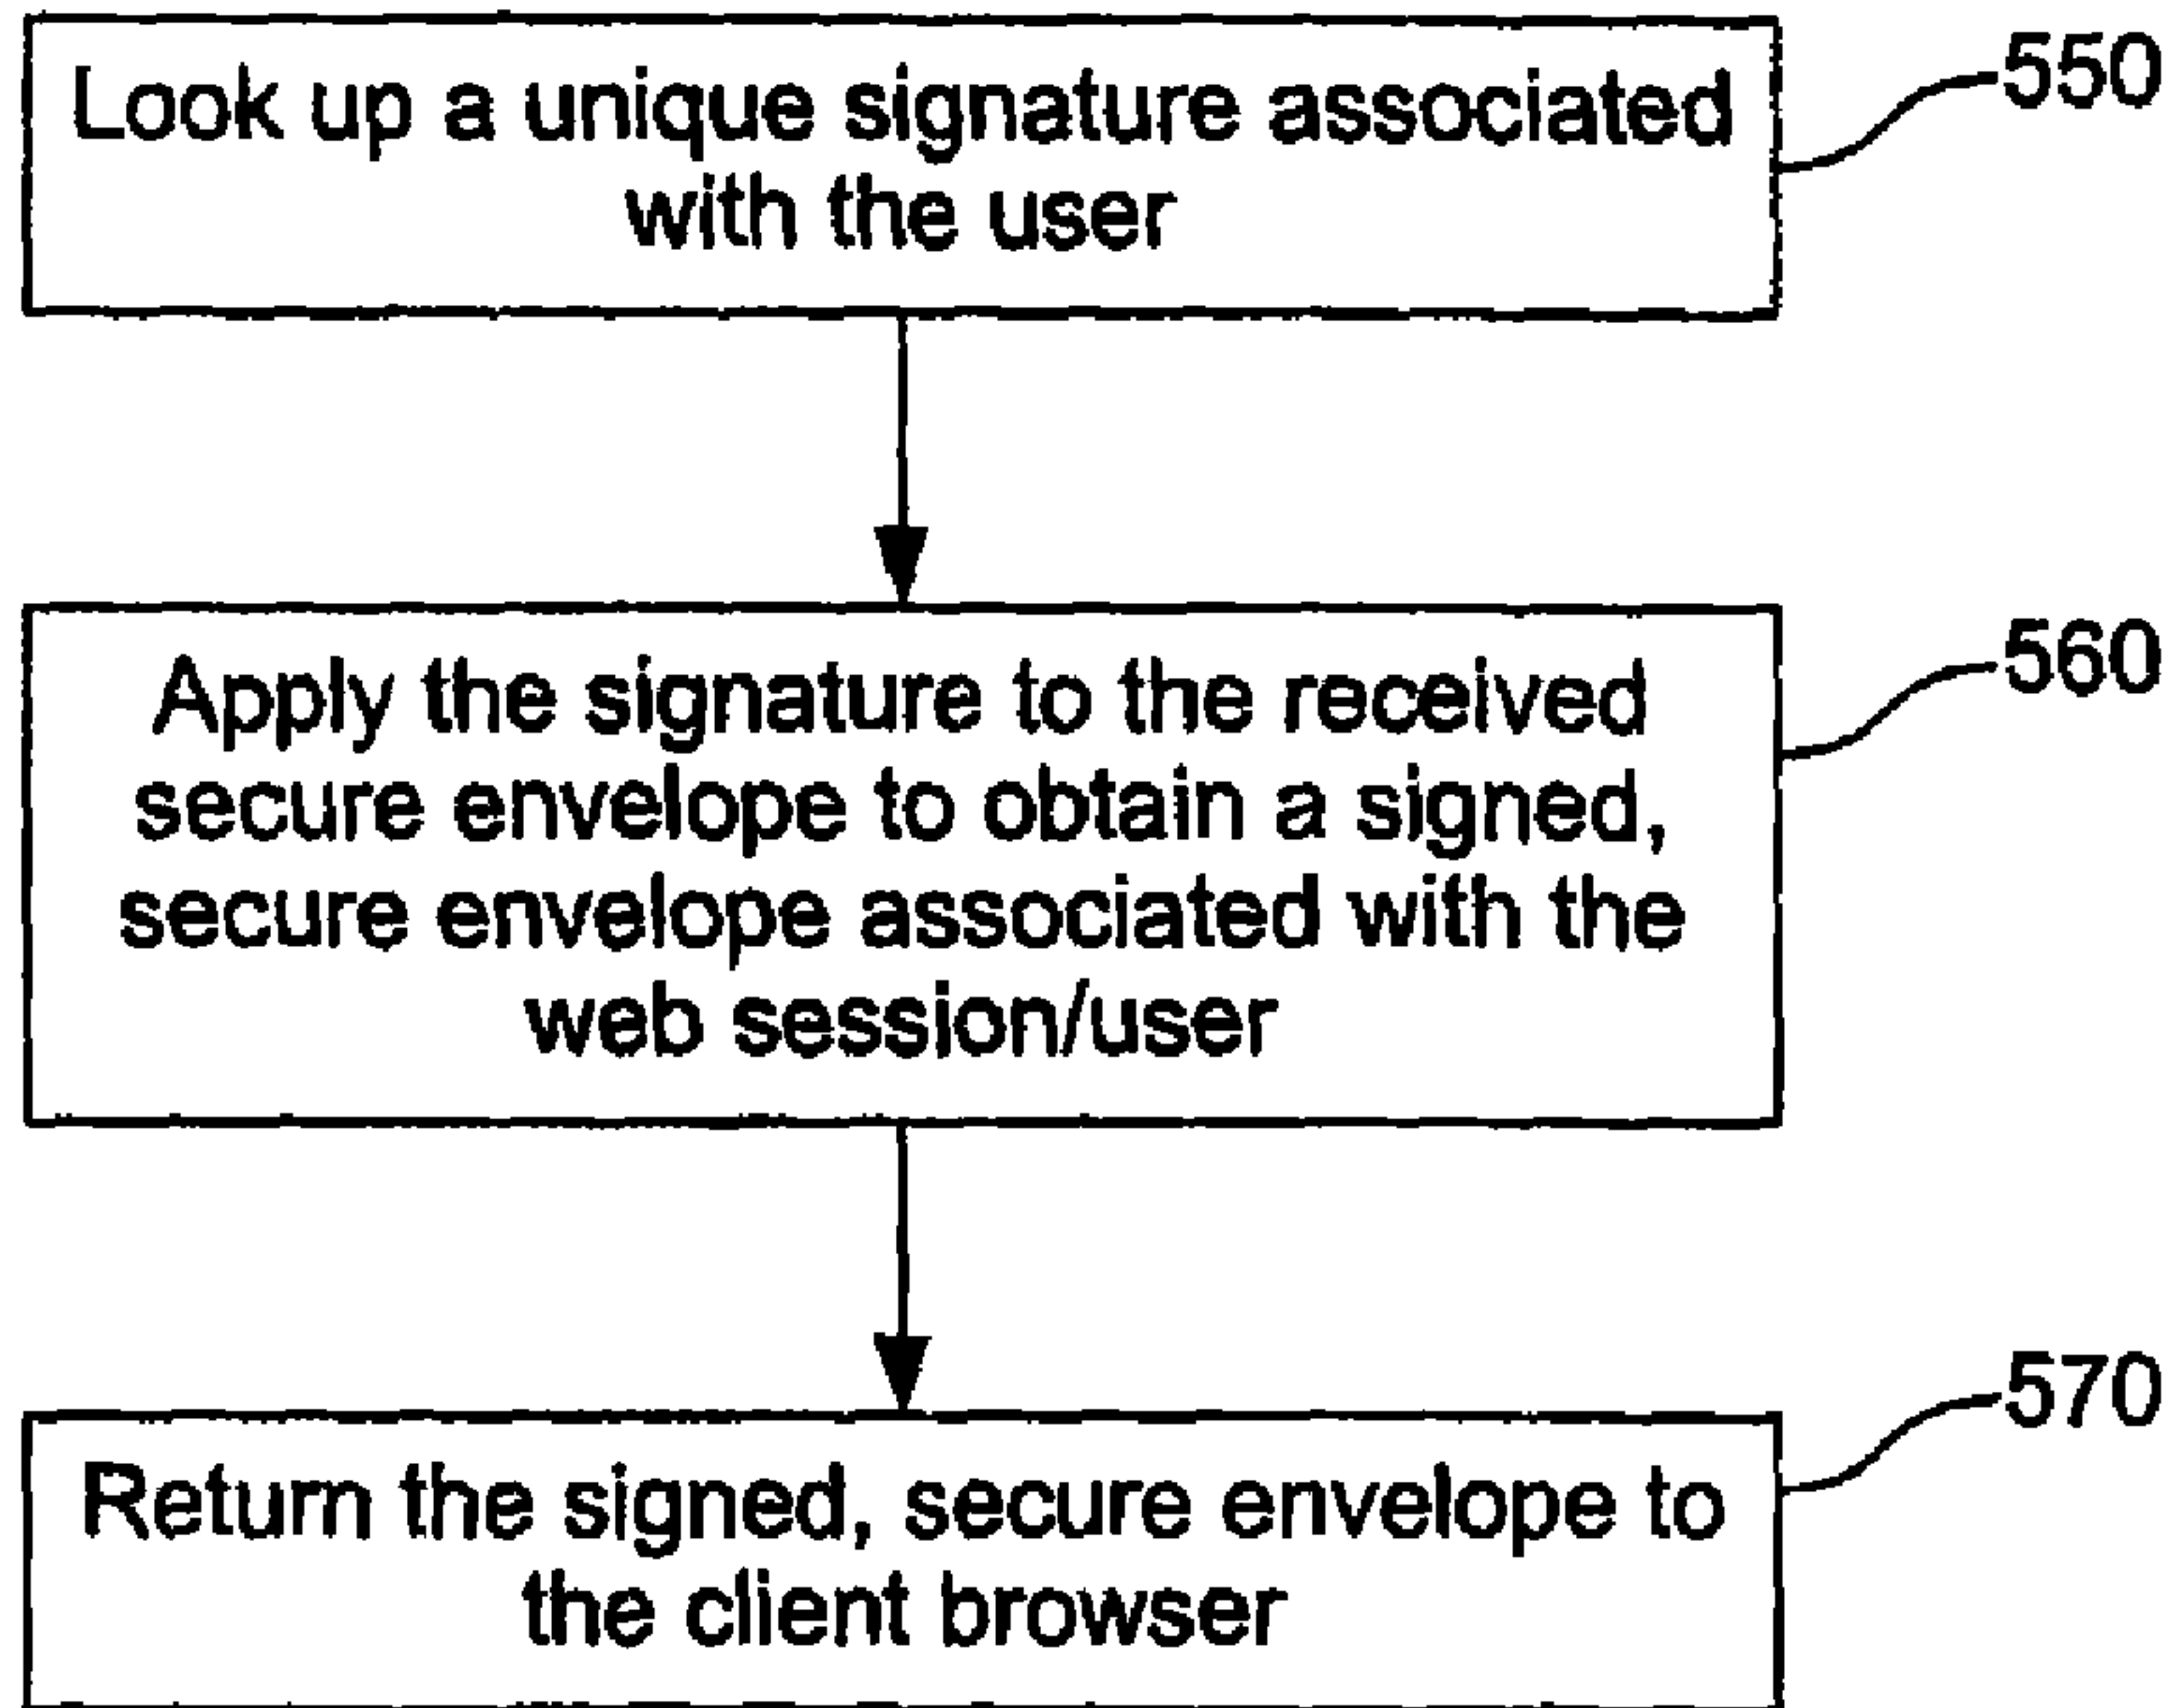 Look up a unique signature associated
with the user
550
Apply the signature to the received
secure envelope to obtain a signed,
secure envelope associated with the
web session/user
560
Return the signed, secure envelope to
the client browser
570